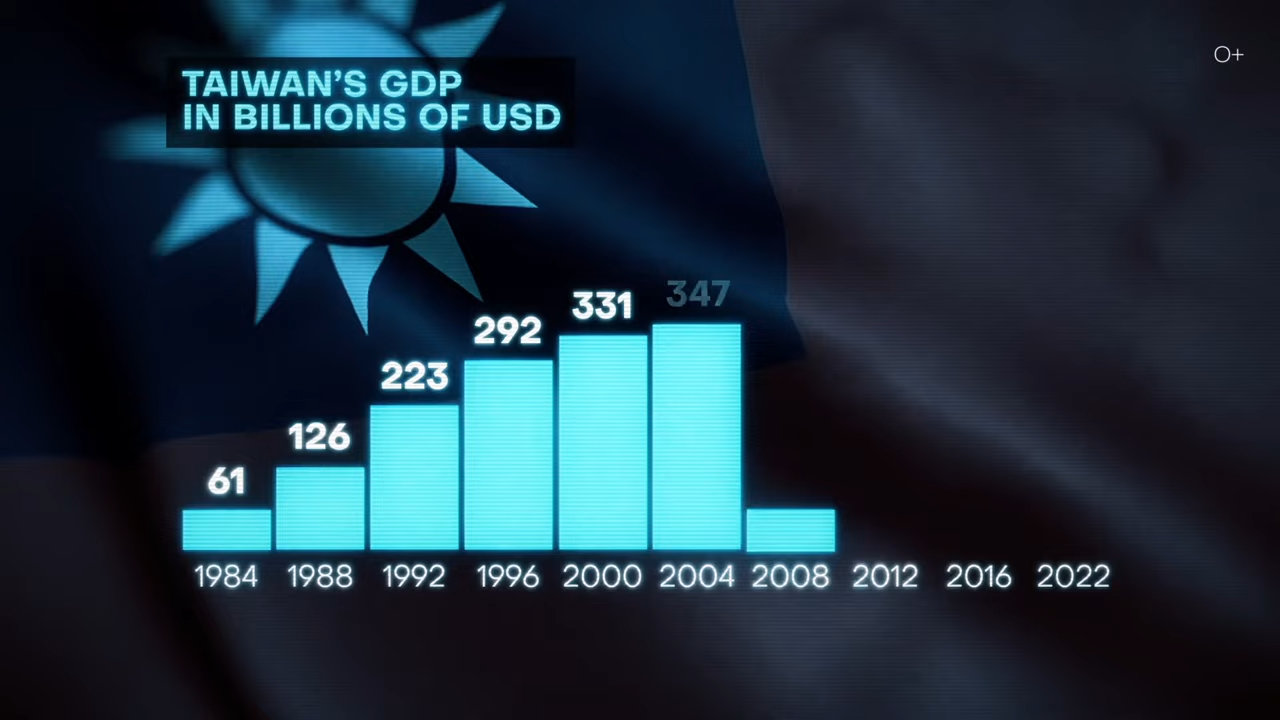 TAIWAN'S GDP
IN BILLIONS OF USD
O+
347
331
292
223
126
61
1984 1988 1992 1996 2000 2004 2008 2012 2016 2022